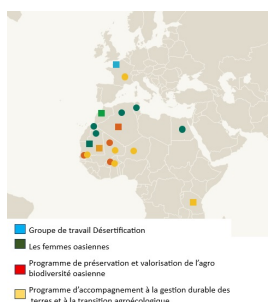 Groupe de travail Désertification
Les femmes oasiennes
Programme de préservation et valorisation de l'agro
biodiversité oasienne
Programme d'accompagnement à la gestion durable des
terres et à la transition agroécologique